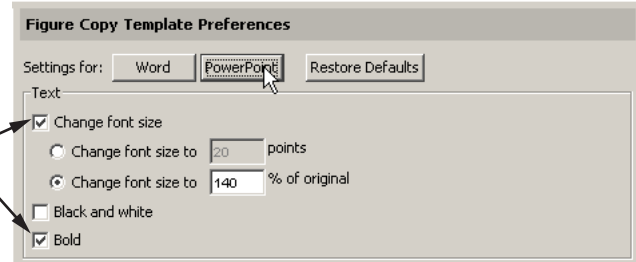 Figure Copy Template Preferences
Settings for: Word PowerPoint Restore Defaults
Text
Change font size
Change font size to 20 points
Change font size to 140 % of original
Black and white
Bold